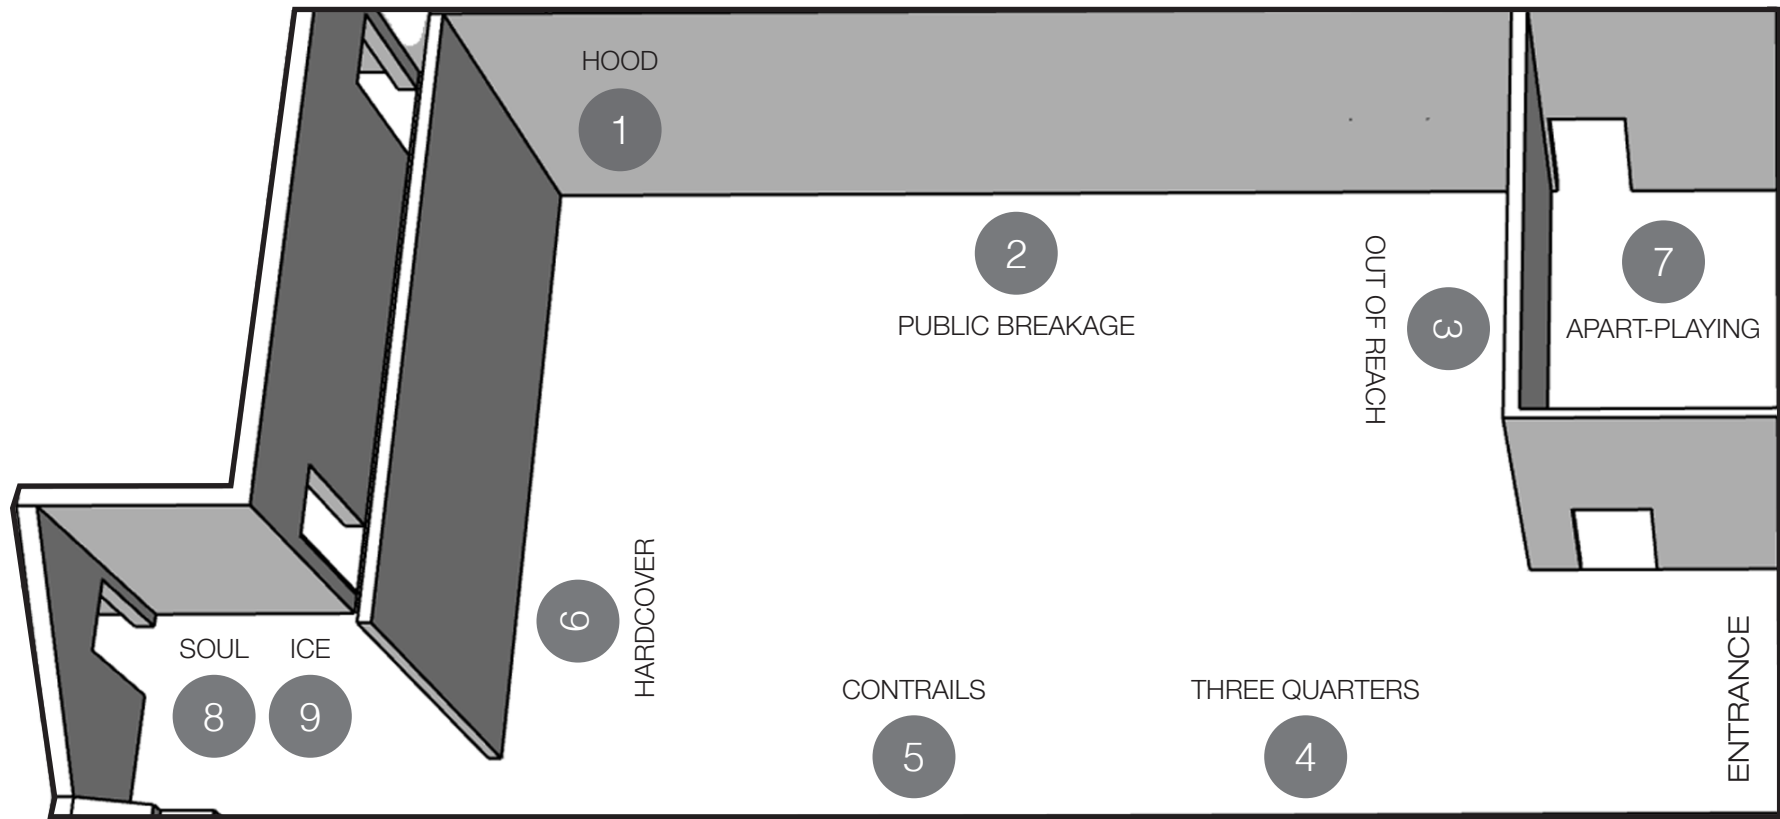 HOOD
1
2
PUBLIC BREAKAGE
OUT OF REACH
3
7
APART-PLAYING
HARDCOVER
6
SOUL
8
ICE
9
CONTRAILS
5
THREE QUARTERS
4
ENTRANCE